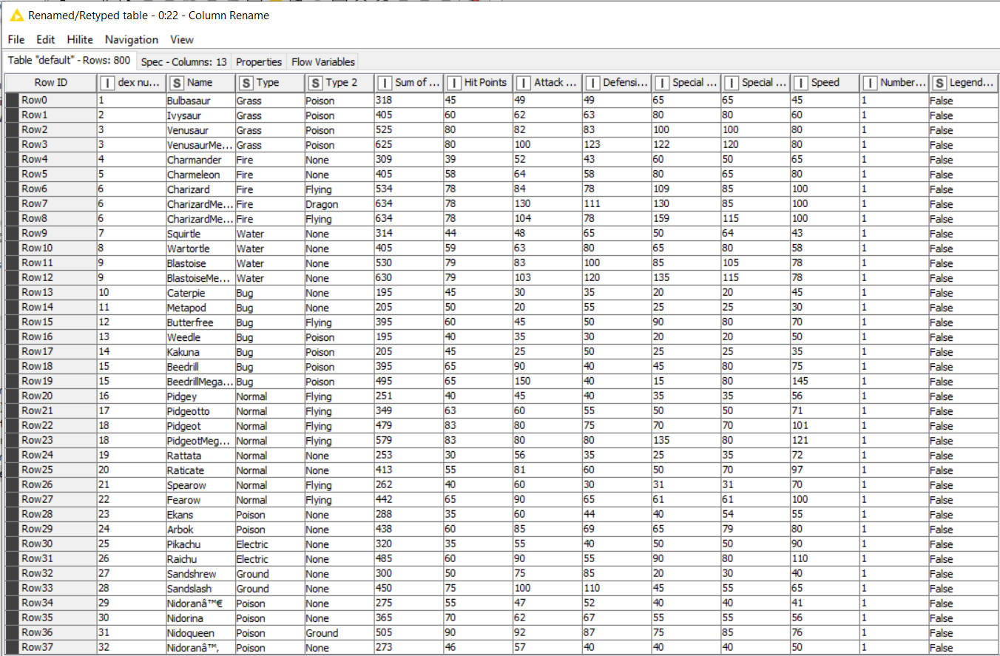 Renamed/Retyped table - 0:22 - Column Rename
File Edit Hilite Navigation View
Table "default" - Rows: 800 Spec - Columns: 13 Properties Flow Variables
Row ID I dex nu... S Name S Type S Type 2 I Sum of ... I Hit Points I Attack ... I Defensi... I Special ... I Special ... I Speed I Number... S Legend...
Row0 1 Bulbasaur Grass Poison 318 45 49 49 65 65 45 1 False
Row1 2 Ivysaur Grass Poison 405 60 62 63 80 80 60 1 False
Row2 3 Venusaur Grass Poison 525 80 82 83 100 100 80 1 False
Row3 3 VenusaurMe... Grass Poison 625 80 100 123 122 120 80 1 False
Row4 4 Charmander Fire None 309 39 52 43 60 50 65 1 False
Row5 5 Charmeleon Fire None 405 58 64 58 80 65 80 1 False
Row6 6 Charizard Fire Flying 534 78 84 78 109 85 100 1 False
Row7 6 CharizardMe... Fire Dragon 634 78 130 111 130 85 100 1 False
Row8 6 CharizardMe... Fire Flying 634 78 104 78 159 115 100 1 False
Row9 7 Squirtle Water None 314 44 48 65 50 64 43 1 False
Row10 8 Wartortle Water None 405 59 63 80 65 80 58 1 False
Row11 9 Blastoise Water None 530 79 83 100 85 105 78 1 False
Row12 9 BlastoiseMe... Water None 630 79 103 120 135 115 78 1 False
Row13 10 Caterpie Bug None 195 45 30 35 20 20 45 1 False
Row14 11 Metapod Bug None 205 50 20 55 25 25 30 1 False
Row15 12 Butterfree Bug Flying 395 60 45 50 90 80 70 1 False
Row16 13 Weedle Bug Poison 195 40 35 30 20 20 50 1 False
Row17 14 Kakuna Bug Poison 205 45 25 50 25 25 35 1 False
Row18 15 Beedrill Bug Poison 395 65 90 40 45 80 75 1 False
Row19 15 BeedrillMega... Bug Poison 495 65 150 40 15 80 145 1 False
Row20 16 Pidgey Normal Flying 251 40 45 40 35 35 56 1 False
Row21 17 Pidgeotto Normal Flying 349 63 60 55 50 50 71 1 False
Row22 18 Pidgeot Normal Flying 479 83 80 75 70 70 101 1 False
Row23 18 PidgeotMeg... Normal Flying 579 83 80 80 135 80 121 1 False
Row24 19 Rattata Normal None 253 30 56 35 25 35 72 1 False
Row25 20 Raticate Normal None 413 55 81 60 50 70 97 1 False
Row26 21 Spearow Normal Flying 262 40 60 30 31 31 70 1 False
Row27 22 Fearow Normal Flying 442 65 90 65 61 61 100 1 False
Row28 23 Ekans Poison None 288 35 60 44 40 54 55 1 False
Row29 24 Arbok Poison None 438 60 85 69 65 79 80 1 False
Row30 25 Pikachu Electric None 320 35 55 40 50 50 90 1 False
Row31 26 Raichu Electric None 485 60 90 55 90 80 110 1 False
Row32 27 Sandshrew Ground None 300 50 75 85 20 30 40 1 False
Row33 28 Sandslash Ground None 450 75 100 110 45 55 65 1 False
Row34 29 Nidoranâ™€ Poison None 275 55 47 52 40 40 41 1 False
Row35 30 Nidorina Poison None 365 70 62 67 55 55 56 1 False
Row36 31 Nidoqueen Poison Ground 505 90 92 87 75 85 76 1 False
Row37 32 Nidoranâ™‚ Poison None 273 46 57 40 40 40 50 1 False